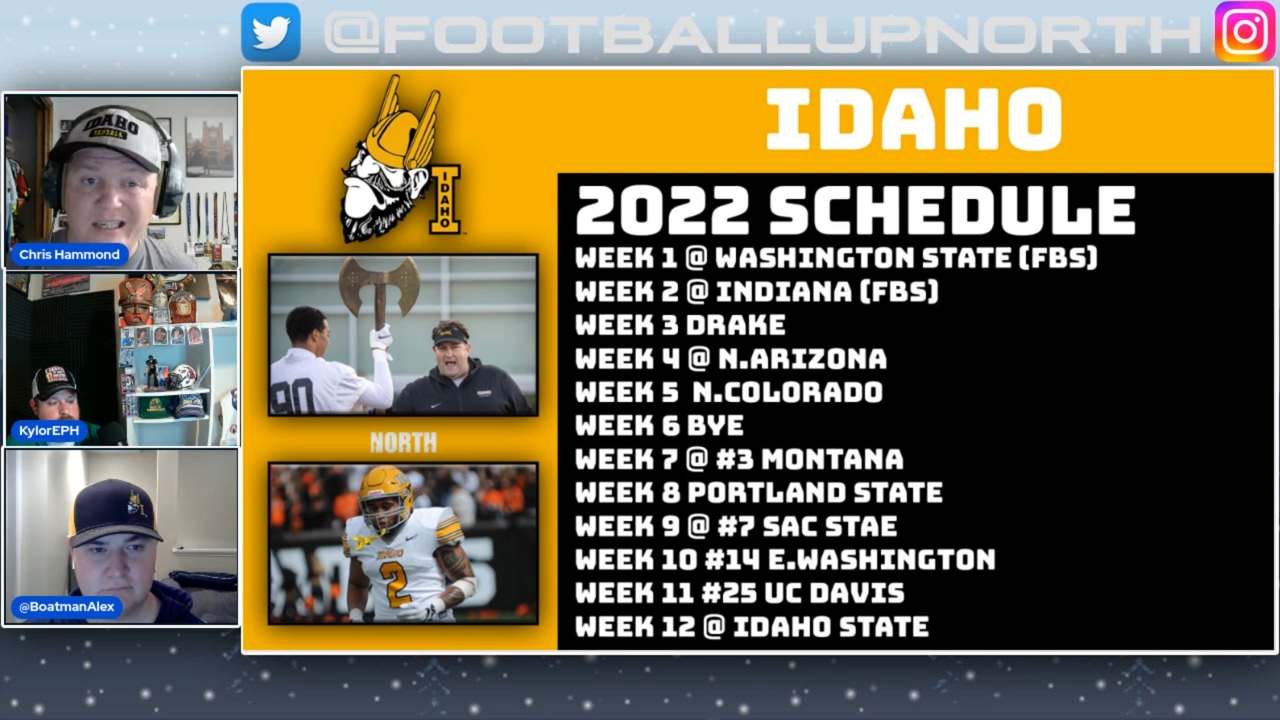 @FOOTBALLUPNORTH
IDAHO
VANDALS
Chris Hammond
KylorEPH
@BoatmanAlex
IDAHO
NORTH
90
IDAHO
2
IDAHO
2022 SCHEDULE
WEEK 1 @ WASHINGTON STATE (FBS)
WEEK 2 @ INDIANA (FBS)
WEEK 3 DRAKE
WEEK 4 @ N.ARIZONA
WEEK 5 N.COLORADO
WEEK 6 BYE
WEEK 7 @ #3 MONTANA
WEEK 8 PORTLAND STATE
WEEK 9 @ #7 SAC STAE
WEEK 10 #14 E.WASHINGTON
WEEK 11 #25 UC DAVIS
WEEK 12 @ IDAHO STATE